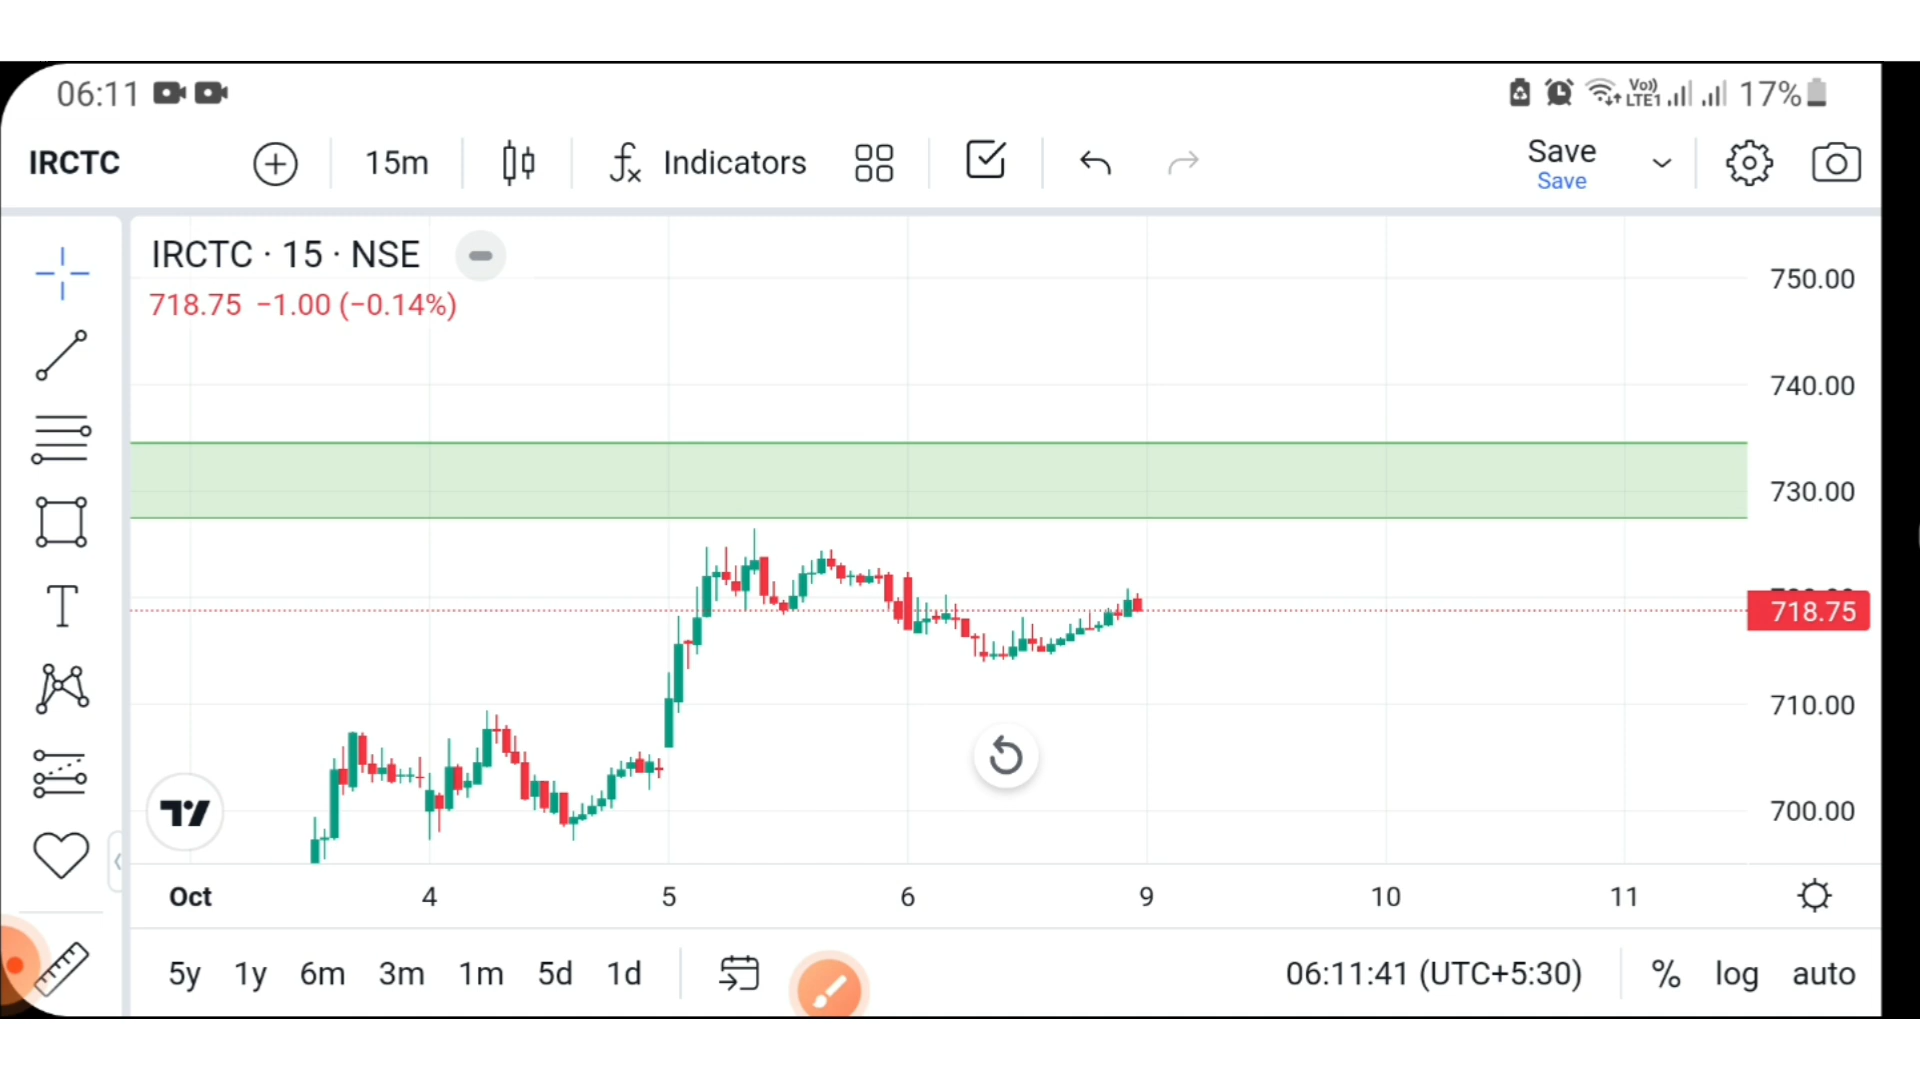 06:11 17%
Vo))
LTE1
IRCTC 15m Indicators Save
Save
IRCTC · 15 · NSE
718.75 −1.00 (−0.14%)
750.00
740.00
730.00
718.75
710.00
700.00
Oct 4 5 6 9 10 11
5y 1y 6m 3m 1m 5d 1d 06:11:41 (UTC+5:30) % log auto